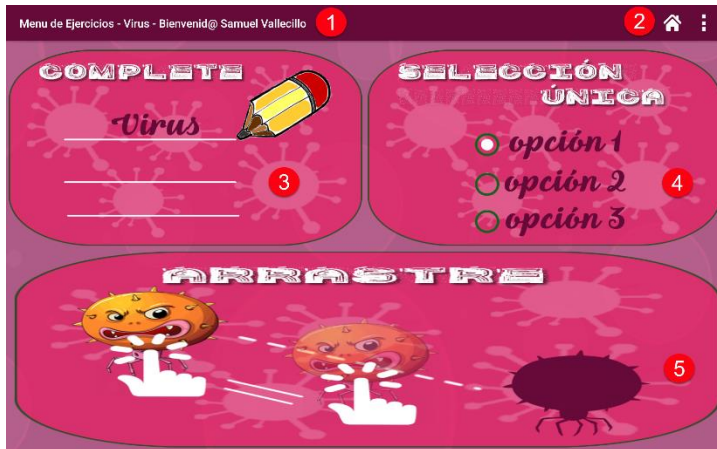 Menu de Ejercicios - Virus - Bienvenid@ Samuel Vallecillo
1
2
COMPLETE
Virus
3
SELECCIÓN
ÚNICA
opción 1
opción 2
4
opción 3
ARRASTRE
5